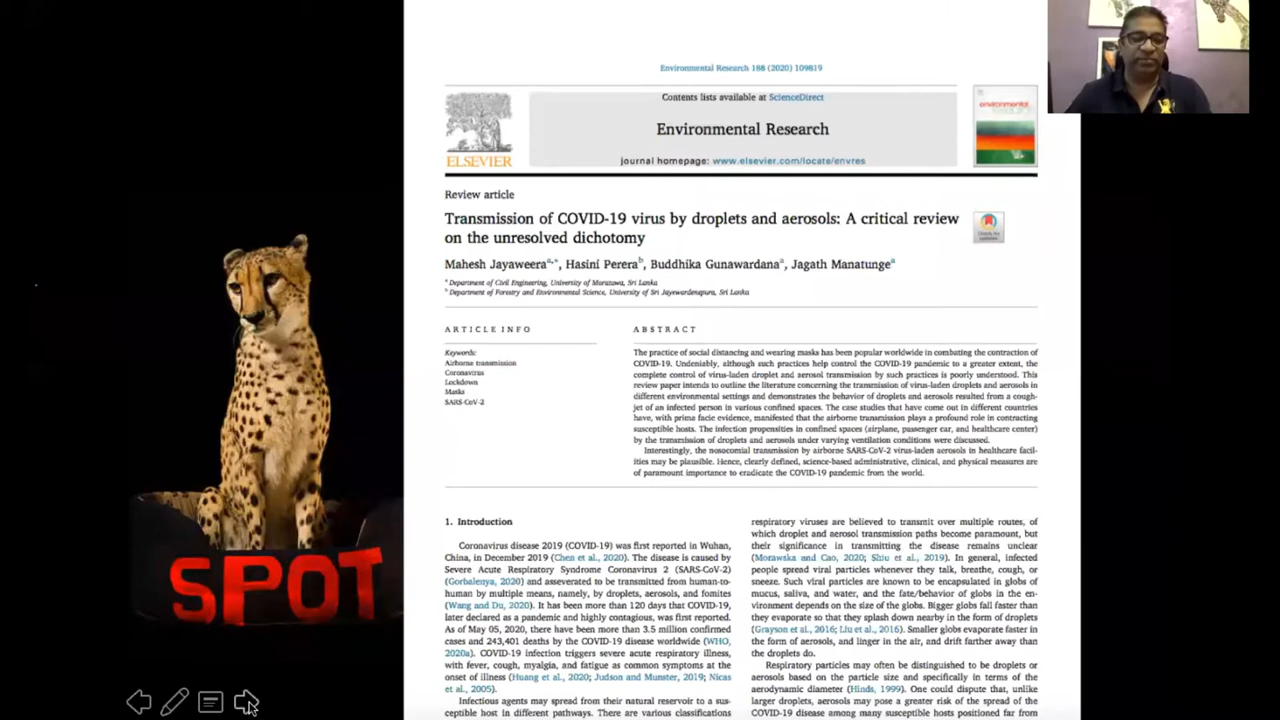 Environmental Research 188 (2020) 109819
Contents lists available at ScienceDirect
Environmental Research
journal homepage: www.elsevier.com/locate/envres
ELSEVIER
environmental
Review article
Transmission of COVID-19 virus by droplets and aerosols: A critical review
on the unresolved dichotomy
Check for
updates
Mahesh Jayaweeraa,*, Hasini Pererab, Buddhika Gunawardanaa, Jagath Manatungea
a Department of Civil Engineering, University of Moratuwa, Sri Lanka
b Department of Forestry and Environmental Science, University of Sri Jayewardenepura, Sri Lanka
ARTICLE INFO
Keywords:
Airborne transmission
Coronavirus
Lockdown
Masks
SARS-CoV-2
ABSTRACT
The practice of social distancing and wearing masks has been popular worldwide in combating the contraction of
COVID-19. Undeniably, although such practices help control the COVID-19 pandemic to a greater extent, the
complete control of virus-laden droplet and aerosol transmission by such practices is poorly understood. This
review paper intends to outline the literature concerning the transmission of virus-laden droplets and aerosols in
different environmental settings and demonstrates the behavior of droplets and aerosols resulted from a cough-
jet of an infected person in various confined spaces. The case studies that have come out in different countries
have, with prima facie evidence, manifested that the airborne transmission plays a profound role in contracting
susceptible hosts. The infection propensities in confined spaces (airplane, passenger car, and healthcare center)
by the transmission of droplets and aerosols under varying ventilation conditions were discussed.
Interestingly, the nosocomial transmission by airborne SARS-CoV-2 virus-laden aerosols in healthcare facil-
ities may be plausible. Hence, clearly defined, science-based administrative, clinical, and physical measures are
of paramount importance to eradicate the COVID-19 pandemic from the world.
1. Introduction
Coronavirus disease 2019 (COVID-19) was first reported in Wuhan,
China, in December 2019 (Chen et al., 2020). The disease is caused by
Severe Acute Respiratory Syndrome Coronavirus 2 (SARS-CoV-2)
(Gorbalenya, 2020) and asseverated to be transmitted from human-to-
human by multiple means, namely, by droplets, aerosols, and fomites
(Wang and Du, 2020). It has been more than 120 days that COVID-19,
later declared as a pandemic and highly contagious, was first reported.
As of May 05, 2020, there have been more than 3.5 million confirmed
cases and 243,401 deaths by the COVID-19 disease worldwide (WHO,
2020a). COVID-19 infection triggers severe acute respiratory illness,
with fever, cough, myalgia, and fatigue as common symptoms at the
onset of illness (Huang et al., 2020; Judson and Munster, 2019; Nicas
et al., 2005).
Infectious agents may spread from their natural reservoir to a sus-
ceptible host in different pathways. There are various classifications
respiratory viruses are believed to transmit over multiple routes, of
which droplet and aerosol transmission paths become paramount, but
their significance in transmitting the disease remains unclear
(Morawska and Cao, 2020; Shiu et al., 2019). In general, infected
people spread viral particles whenever they talk, breathe, cough, or
sneeze. Such viral particles are known to be encapsulated in globs of
mucus, saliva, and water, and the fate/behavior of globs in the en-
vironment depends on the size of the globs. Bigger globs fall faster than
they evaporate so that they splash down nearby in the form of droplets
(Grayson et al., 2016; Liu et al., 2016). Smaller globs evaporate faster in
the form of aerosols, and linger in the air, and drift farther away than
the droplets do.
Respiratory particles may often be distinguished to be droplets or
aerosols based on the particle size and specifically in terms of the
aerodynamic diameter (Hinds, 1999). One could dispute that, unlike
larger droplets, aerosols may pose a greater risk of the spread of the
COVID-19 disease among many susceptible hosts positioned far from
SPOT